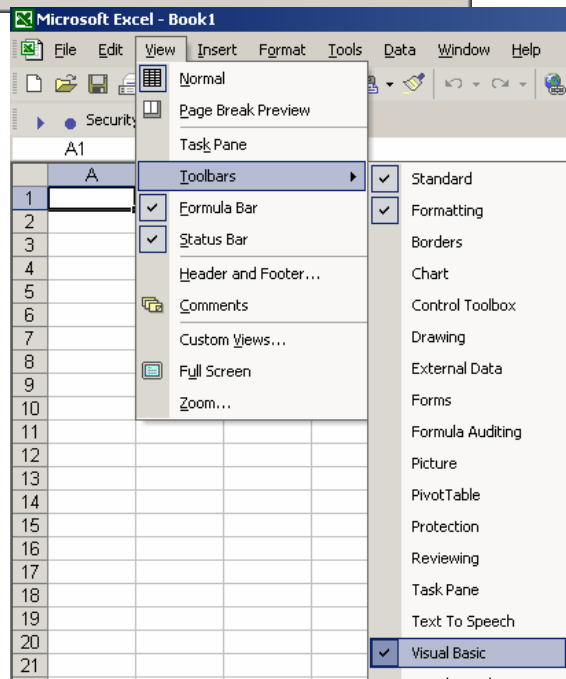 Microsoft Excel - Book1
File Edit View Insert Format Tools Data Window Help
Security
A1
Normal
Page Break Preview
Task Pane
Toolbars
Formula Bar
Status Bar
Header and Footer...
Comments
Custom Views...
Full Screen
Zoom...
Standard
Formatting
Borders
Chart
Control Toolbox
Drawing
External Data
Forms
Formula Auditing
Picture
PivotTable
Protection
Reviewing
Task Pane
Text To Speech
Visual Basic
A
1
2
3
4
5
6
7
8
9
10
11
12
13
14
15
16
17
18
19
20
21